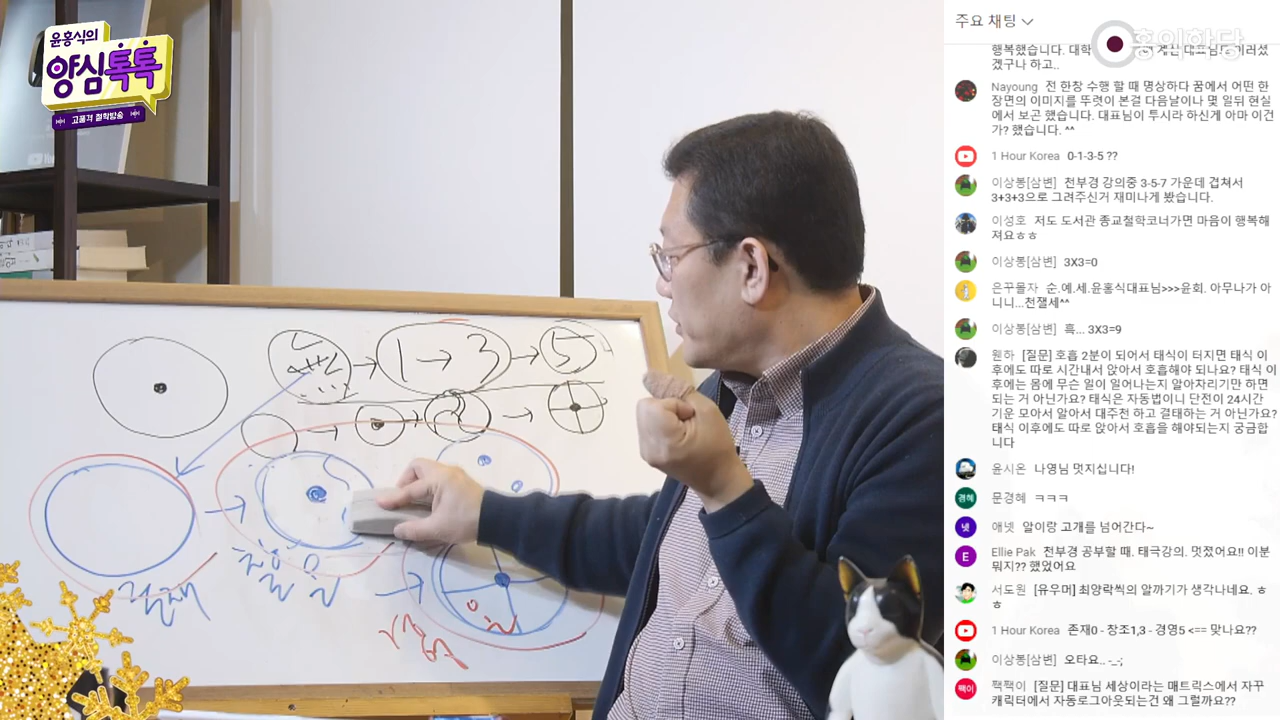 윤홍식의
양심톡톡
고품격 철학방송
홍익학당
1 → 3 → 5
주요 채팅
겠구나 하고..
Nayoung 전 한창 수행 할 때 명상하다 꿈에서 어떤 한
장면의 이미지를 뚜렷이 본걸 다음날이나 몇 일뒤 현실
에서 보곤 했습니다. 대표님이 투시라 하신게 아마 이건
가? 했습니다. ^^
1 Hour Korea 0-1-3-5 ??
이상통[삼변] 천부경 강의중 3-5-7 가운데 겹쳐서
3+3+3으로 그려주신거 재미나게 봤습니다.
이성호 저도 도서관 종교철학코너가면 마음이 행복해
져요ㅎㅎ
이상통[삼변] 3X3=0
은꾸몰자 순.예.세.윤홍식대표님>>>윤회. 아무나가 아
니니...천잴세^^
이상통[삼변] 흑... 3X3=9
웬하 [질문] 호흡 2분이 되어서 태식이 터지면 태식 이
후에도 따로 시간내서 앉아서 호흡해야 되나요? 태식 이
후에는 몸에 무슨 일이 일어나는지 알아차리기만 하면
되는 거 아닌가요? 태식은 자동법이니 단전이 24시간
기운 모아서 알아서 대주천 하고 결태하는 거 아닌가요?
태식 이후에도 따로 앉아서 호흡을 해야되는지 궁금합
니다
윤시온 나영님 멋지십니다!
문경혜 ㅋㅋㅋ
애넷 알이랑 고개를 넘어간다~
Ellie Pak 천부경 공부할 때, 태극강의. 멋졌어요!! 이분
뭐지?? 했었어요
서도원 [유우머] 최양락씩의 알까기가 생각나네요. ㅎ
ㅎ
1 Hour Korea 존재0 - 창조1,3 - 경영5 <== 맞나요??
이상통[삼변] 오타요.. -_-;
짹짹이 [질문] 대표님 세상이라는 매트릭스에서 자꾸
캐릭터에서 자동로그아웃되는건 왜 그럴까요??